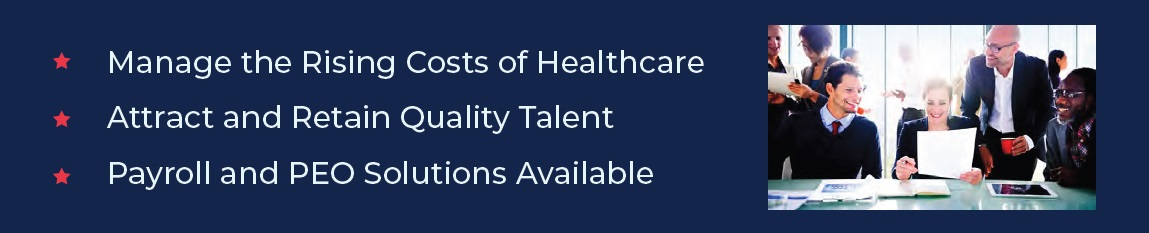 Manage the Rising Costs of Healthcare
Attract and Retain Quality Talent
Payroll and PEO Solutions Available